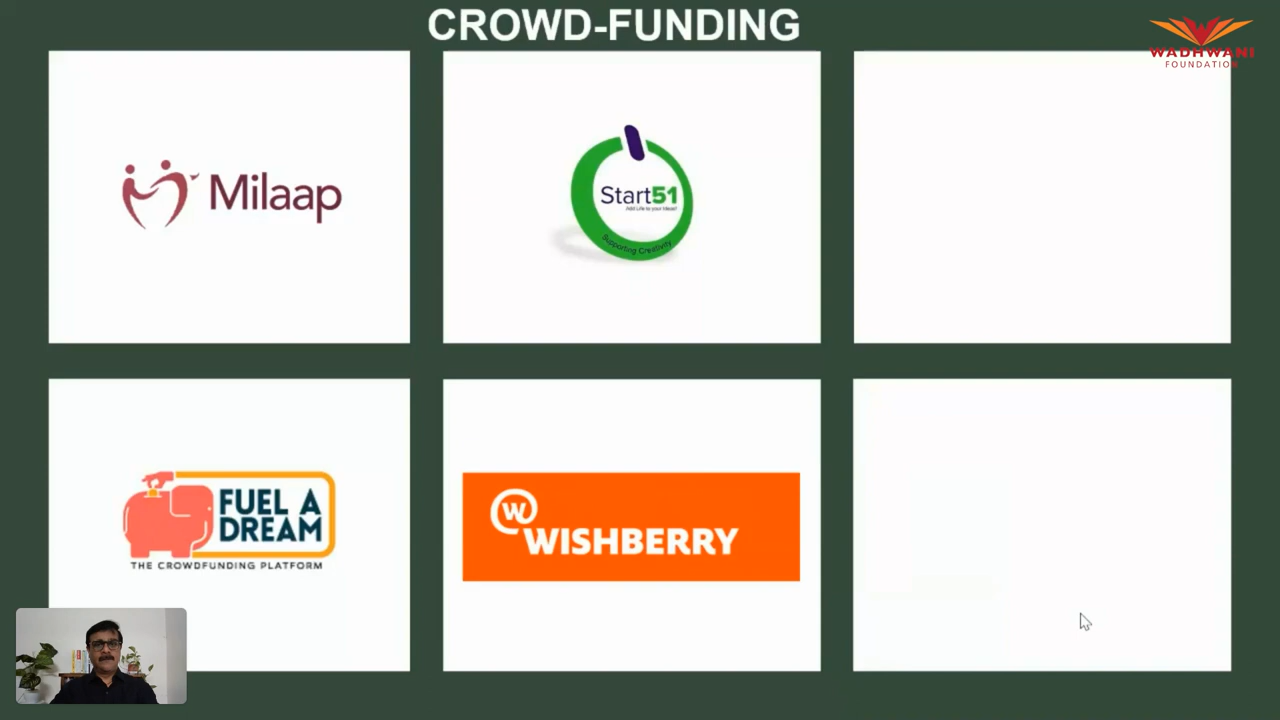 CROWD-FUNDING
WADHWANI
FOUNDATION
Milaap
Start51
Add Life to your Ideas!
Supporting Creativity
FUEL A
DREAM
THE CROWDFUNDING PLATFORM
W
WISHBERRY